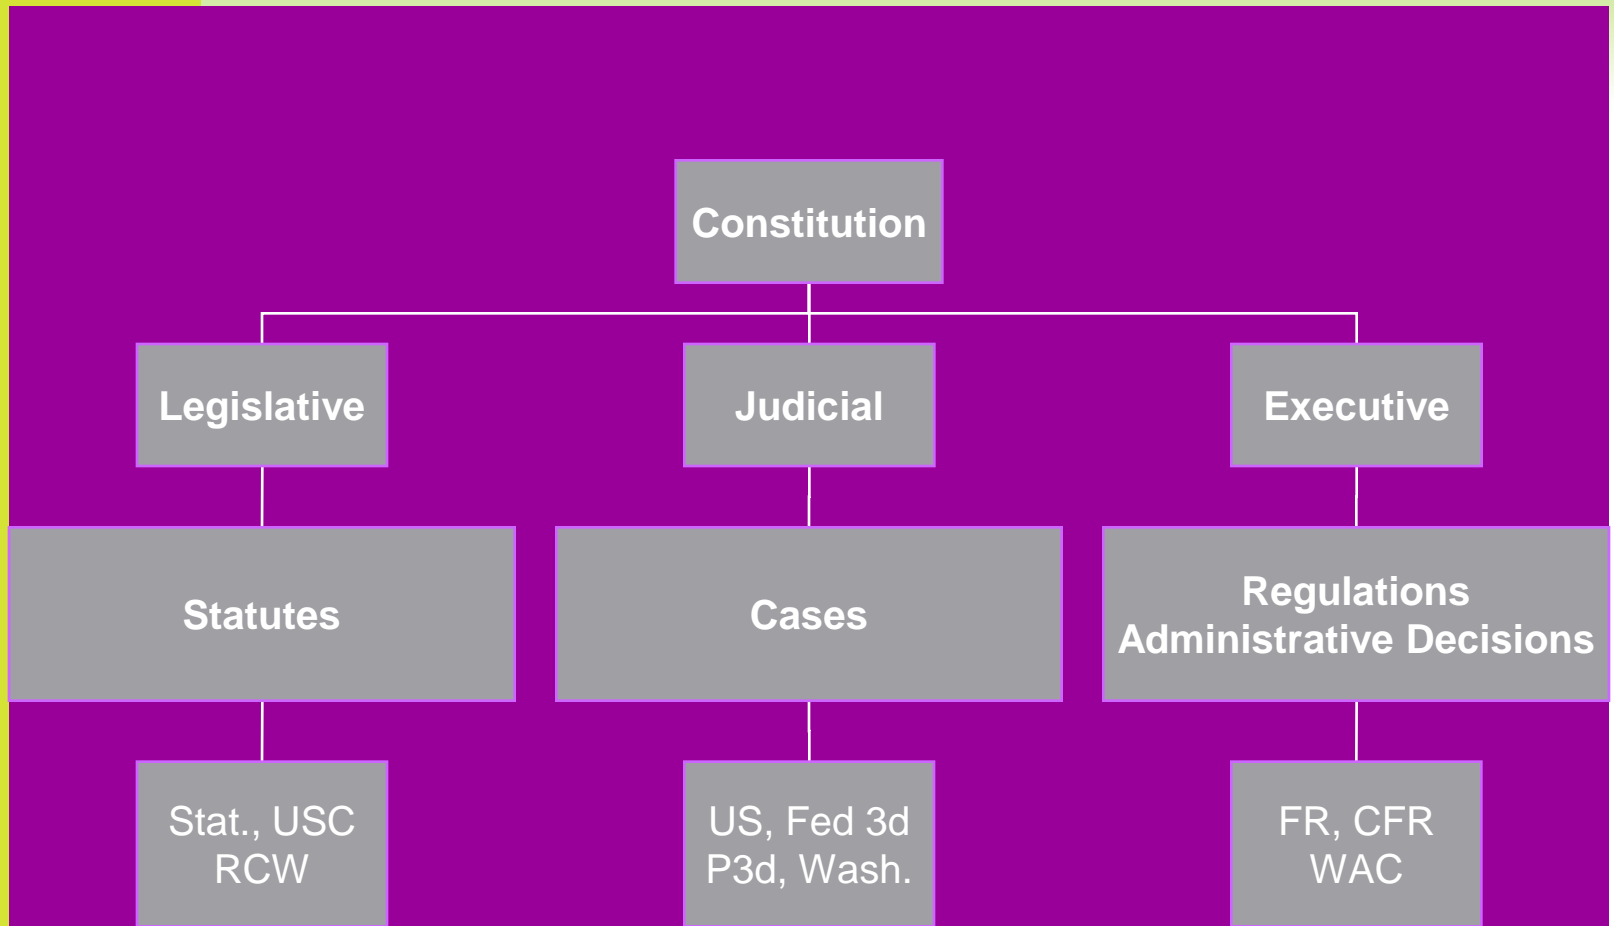 Constitution
Legislative
Judicial
Executive
Statutes
Cases
Regulations
Administrative Decisions
Stat., USC
RCW
US, Fed 3d
P3d, Wash.
FR, CFR
WAC